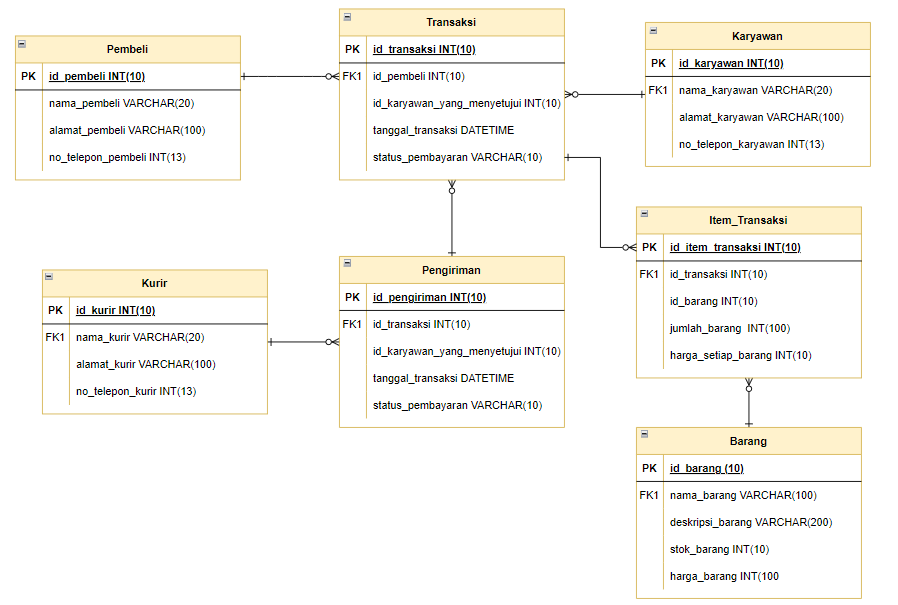 Pembeli
PK id_pembeli INT(10)
nama_pembeli VARCHAR(20)
alamat_pembeli VARCHAR(100)
no_telepon_pembeli INT(13)
Transaksi
PK id_transaksi INT(10)
FK1 id_pembeli INT(10)
id_karyawan_yang_menyetujui INT(10)
tanggal_transaksi DATETIME
status_pembayaran VARCHAR(10)
Karyawan
PK id_karyawan INT(10)
FK1 nama_karyawan VARCHAR(20)
alamat_karyawan VARCHAR(100)
no_telepon_karyawan INT(13)
Item_Transaksi
PK id_item_transaksi INT(10)
FK1 id_transaksi INT(10)
id_barang INT(10)
jumlah_barang INT(100)
harga_setiap_barang INT(10)
Kurir
PK id_kurir INT(10)
FK1 nama_kurir VARCHAR(20)
alamat_kurir VARCHAR(100)
no_telepon_kurir INT(13)
Pengiriman
PK id_pengiriman INT(10)
FK1 id_transaksi INT(10)
id_karyawan_yang_menyetujui INT(10)
tanggal_transaksi DATETIME
status_pembayaran VARCHAR(10)
Barang
PK id_barang (10)
FK1 nama_barang VARCHAR(100)
deskripsi_barang VARCHAR(200)
stok_barang INT(10)
harga_barang INT(100